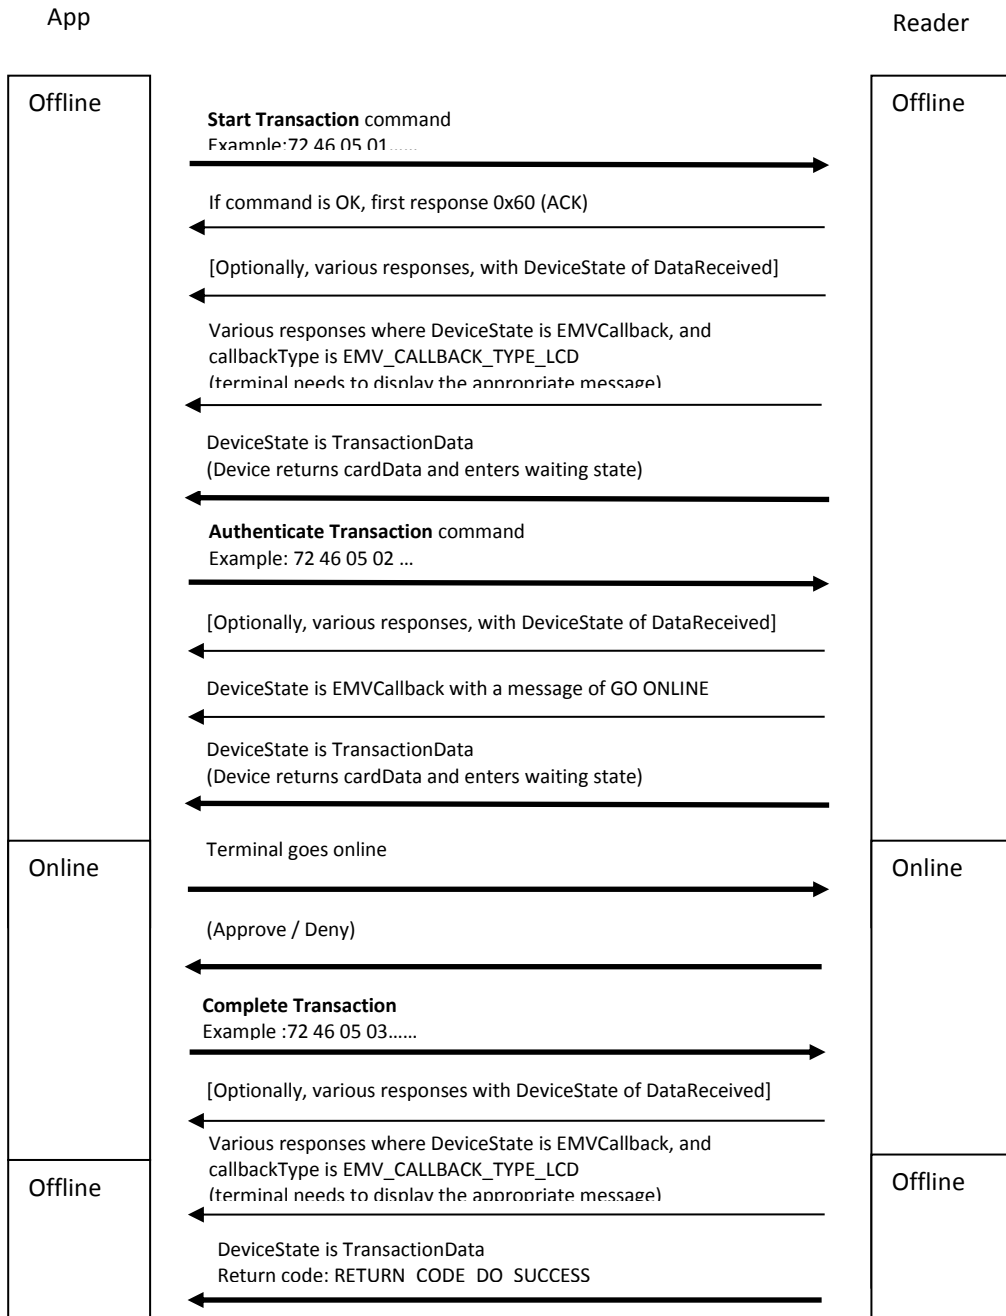 App
Reader
Offline
Offline
Start Transaction command
Example:72 46 05 01......
If command is OK, first response 0x60 (ACK)
[Optionally, various responses, with DeviceState of DataReceived]
Various responses where DeviceState is EMVCallback, and
callbackType is EMV_CALLBACK_TYPE_LCD
(terminal needs to display the appropriate message)
DeviceState is TransactionData
(Device returns cardData and enters waiting state)
Authenticate Transaction command
Example: 72 46 05 02 ...
[Optionally, various responses, with DeviceState of DataReceived]
DeviceState is EMVCallback with a message of GO ONLINE
DeviceState is TransactionData
(Device returns cardData and enters waiting state)
Online
Terminal goes online
Online
(Approve / Deny)
Complete Transaction
Example :72 46 05 03......
[Optionally, various responses with DeviceState of DataReceived]
Various responses where DeviceState is EMVCallback, and
callbackType is EMV_CALLBACK_TYPE_LCD
(terminal needs to display the appropriate message)
Offline
Offline
DeviceState is TransactionData
Return code: RETURN_CODE_DO_SUCCESS